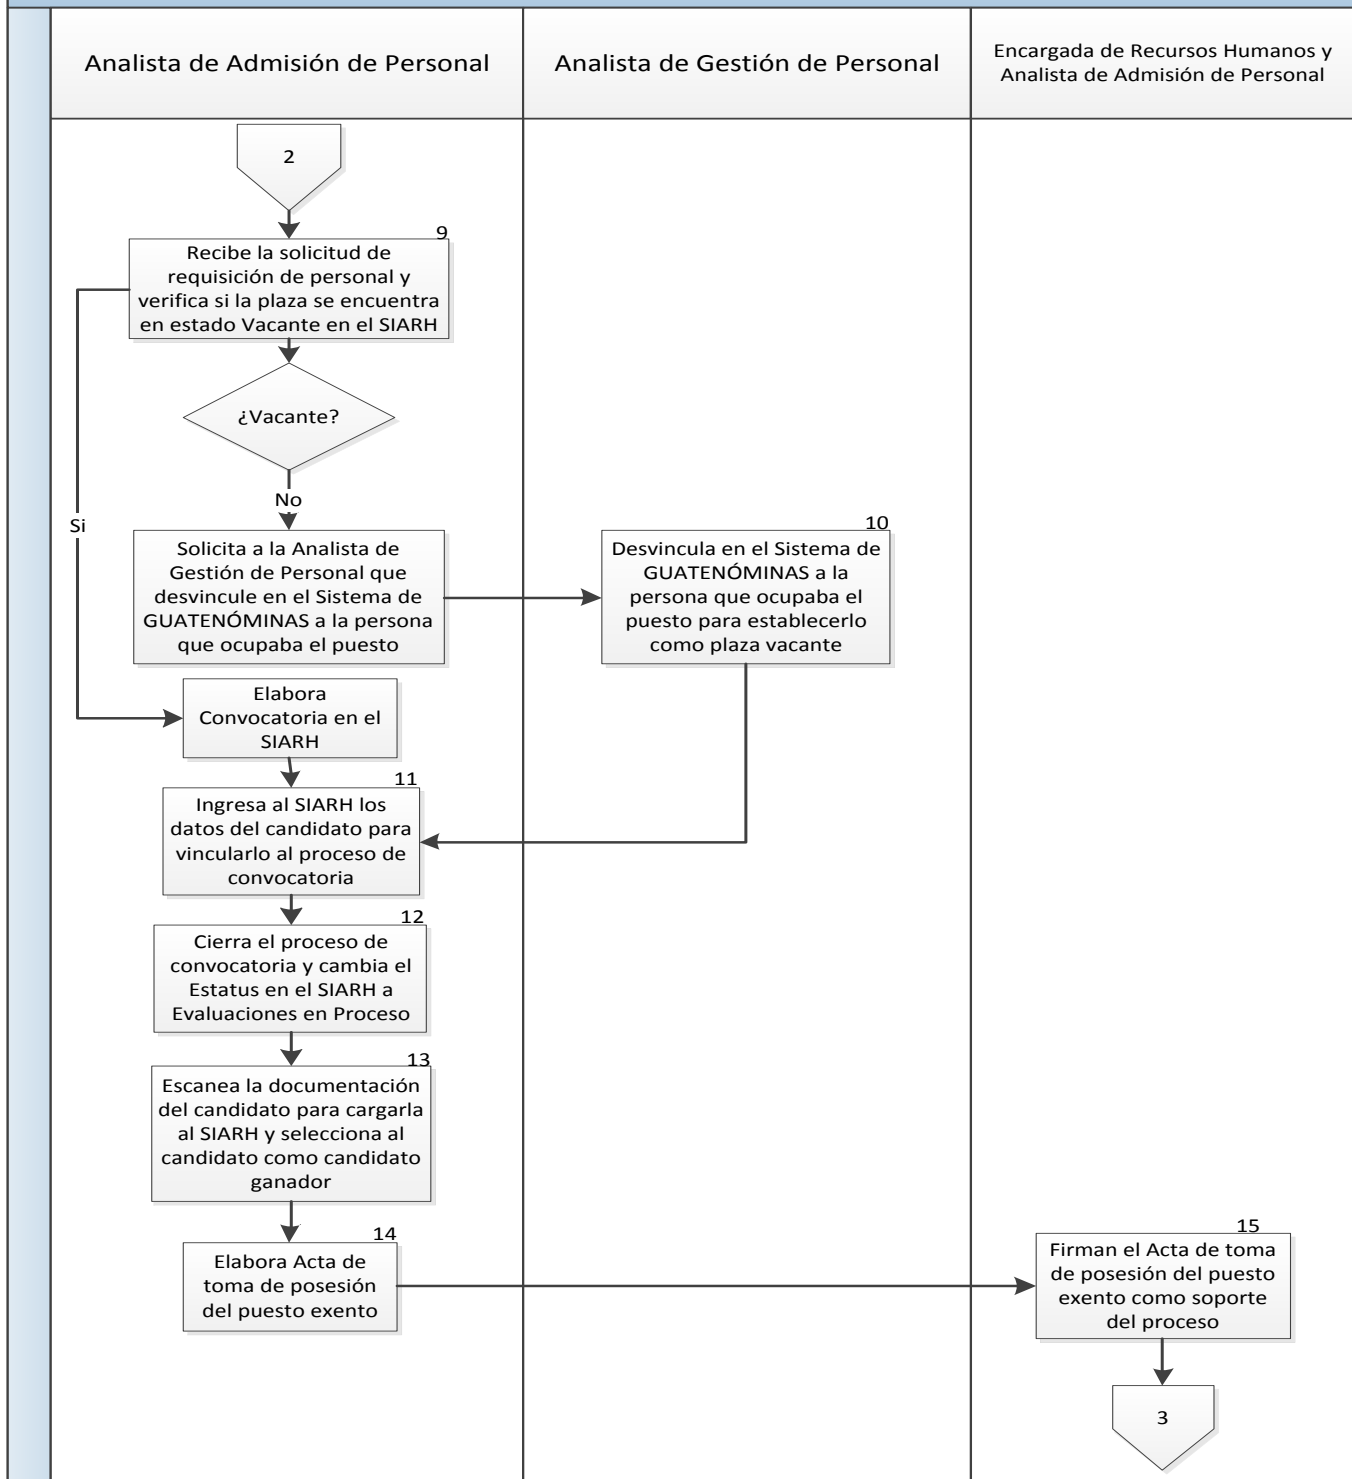 Analista de Admisión de Personal
Analista de Gestión de Personal
Encargada de Recursos Humanos y
Analista de Admisión de Personal
2
9
Recibe la solicitud de
requisición de personal y
verifica si la plaza se encuentra
en estado Vacante en el SIARH
¿Vacante?
No
Si
Solicita a la Analista de
Gestión de Personal que
desvincule en el Sistema de
GUATENÓMINAS a la persona
que ocupaba el puesto
10
Desvincula en el Sistema de
GUATENÓMINAS a la
persona que ocupaba el
puesto para establecerlo
como plaza vacante
Elabora
Convocatoria en el
SIARH
11
Ingresa al SIARH los
datos del candidato para
vincularlo al proceso de
convocatoria
12
Cierra el proceso de
convocatoria y cambia el
Estatus en el SIARH a
Evaluaciones en Proceso
13
Escanea la documentación
del candidato para cargarla
al SIARH y selecciona al
candidato como candidato
ganador
14
Elabora Acta de
toma de posesión
del puesto exento
15
Firman el Acta de toma
de posesión del puesto
exento como soporte
del proceso
3